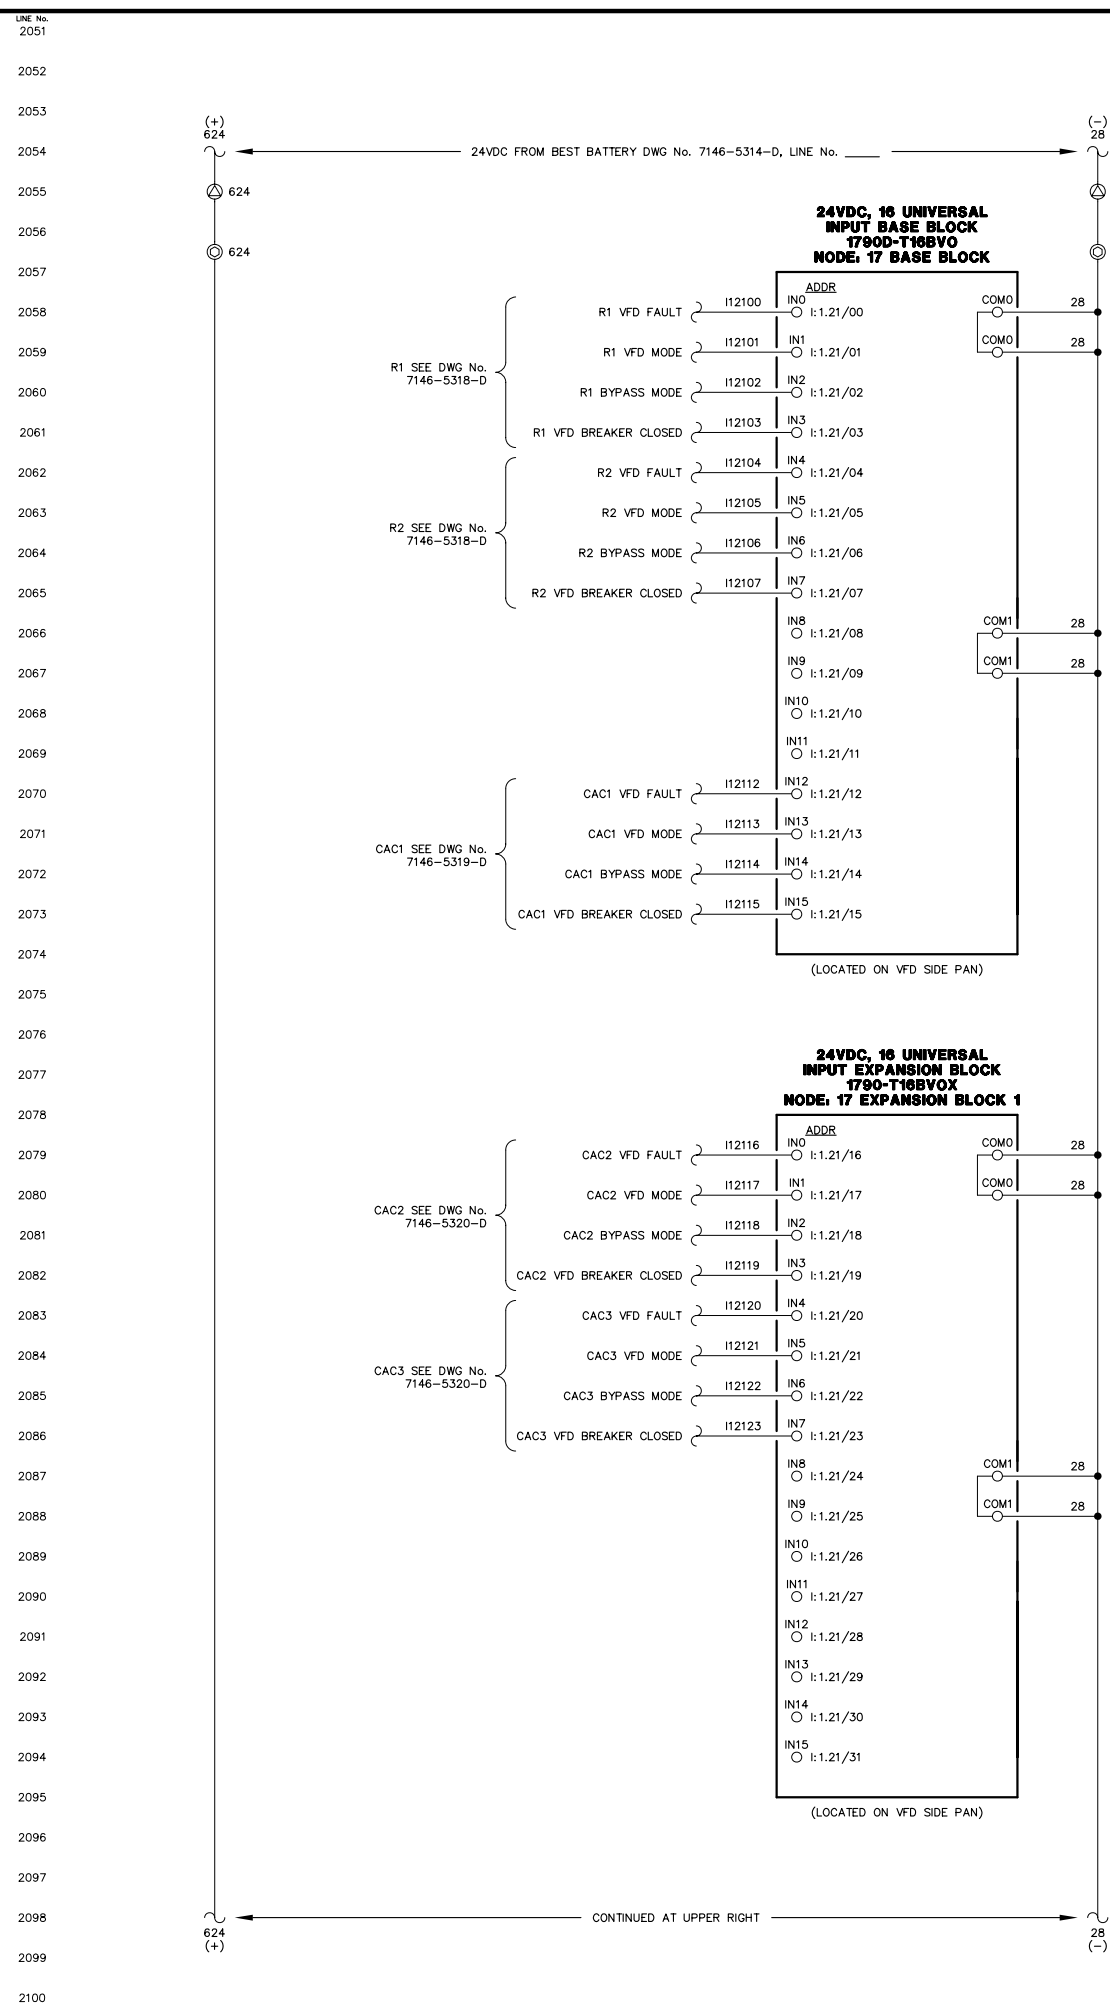 LINE No.
2051
2052
2053
(+)
624
(-)
28
2054
24VDC FROM BEST BATTERY DWG No. 7146-5314-D, LINE No. ____
2055
624
2056
624
24VDC, 16 UNIVERSAL
INPUT BASE BLOCK
1790D-T16BVO
NODE: 17 BASE BLOCK
2057
ADDR
2058 R1 VFD FAULT I12100 IN0 I:1.21/00 COM0 28
2059 R1 VFD MODE I12101 IN1 I:1.21/01 COM0 28
R1 SEE DWG No.
7146-5318-D
2060 R1 BYPASS MODE I12102 IN2 I:1.21/02
2061 R1 VFD BREAKER CLOSED I12103 IN3 I:1.21/03
2062 R2 VFD FAULT I12104 IN4 I:1.21/04
2063 R2 VFD MODE I12105 IN5 I:1.21/05
R2 SEE DWG No.
7146-5318-D
2064 R2 BYPASS MODE I12106 IN6 I:1.21/06
2065 R2 VFD BREAKER CLOSED I12107 IN7 I:1.21/07
2066 IN8 I:1.21/08 COM1 28
2067 IN9 I:1.21/09 COM1 28
2068 IN10 I:1.21/10
2069 IN11 I:1.21/11
2070 CAC1 VFD FAULT I12112 IN12 I:1.21/12
2071 CAC1 VFD MODE I12113 IN13 I:1.21/13
CAC1 SEE DWG No.
7146-5319-D
2072 CAC1 BYPASS MODE I12114 IN14 I:1.21/14
2073 CAC1 VFD BREAKER CLOSED I12115 IN15 I:1.21/15
2074
(LOCATED ON VFD SIDE PAN)
2075
2076
24VDC, 16 UNIVERSAL
INPUT EXPANSION BLOCK
1790-T16BVOX
NODE: 17 EXPANSION BLOCK 1
2077
2078
ADDR
2079 CAC2 VFD FAULT I12116 IN0 I:1.21/16 COM0 28
2080 CAC2 VFD MODE I12117 IN1 I:1.21/17 COM0 28
CAC2 SEE DWG No.
7146-5320-D
2081 CAC2 BYPASS MODE I12118 IN2 I:1.21/18
2082 CAC2 VFD BREAKER CLOSED I12119 IN3 I:1.21/19
2083 CAC3 VFD FAULT I12120 IN4 I:1.21/20
2084 CAC3 VFD MODE I12121 IN5 I:1.21/21
CAC3 SEE DWG No.
7146-5320-D
2085 CAC3 BYPASS MODE I12122 IN6 I:1.21/22
2086 CAC3 VFD BREAKER CLOSED I12123 IN7 I:1.21/23
2087 IN8 I:1.21/24 COM1 28
2088 IN9 I:1.21/25 COM1 28
2089 IN10 I:1.21/26
2090 IN11 I:1.21/27
2091 IN12 I:1.21/28
2092 IN13 I:1.21/29
2093 IN14 I:1.21/30
2094 IN15 I:1.21/31
2095
(LOCATED ON VFD SIDE PAN)
2096
2097
2098 CONTINUED AT UPPER RIGHT
624
(+)
28
(-)
2099
2100